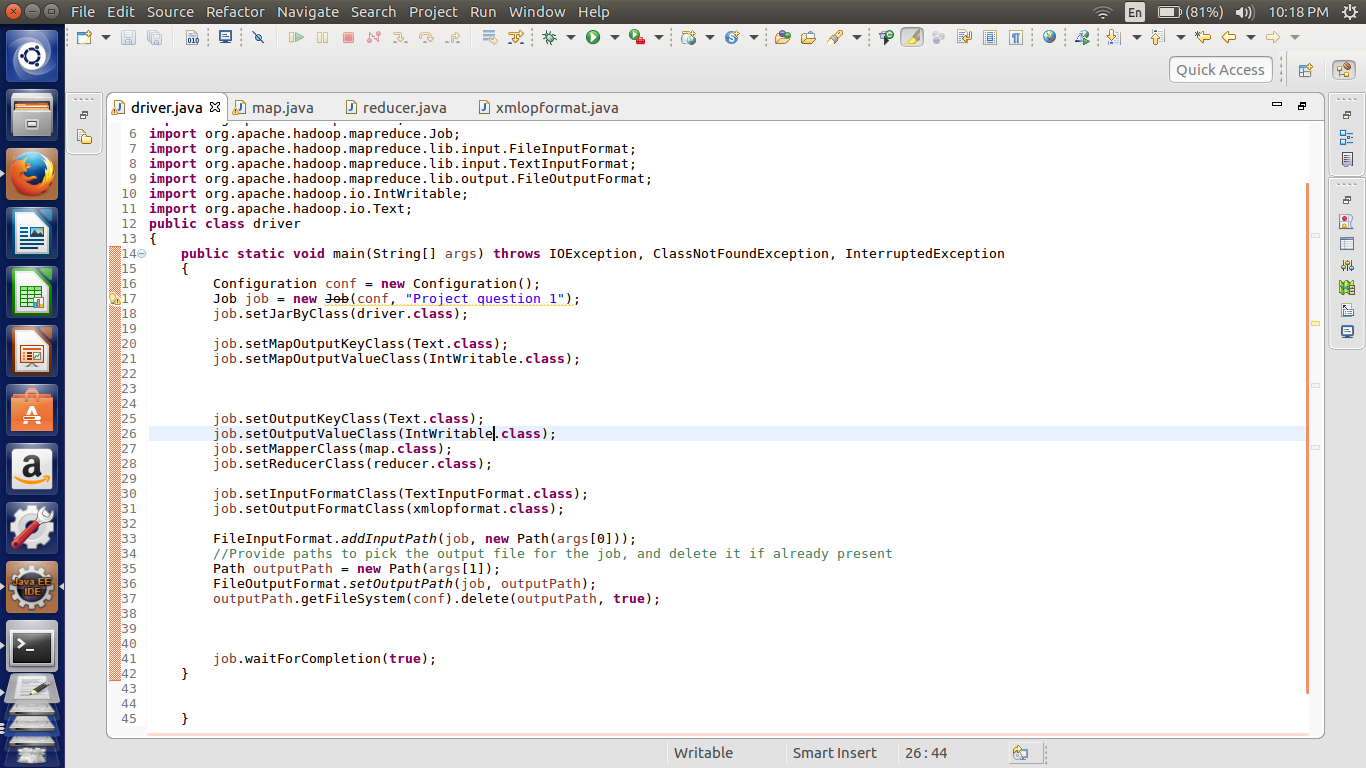 File Edit Source Refactor Navigate Search Project Run Window Help
En (81%) 10:18 PM
Quick Access
driver.java map.java reducer.java xmlopformat.java
6 import org.apache.hadoop.mapreduce.Job;
7 import org.apache.hadoop.mapreduce.lib.input.FileInputFormat;
8 import org.apache.hadoop.mapreduce.lib.input.TextInputFormat;
9 import org.apache.hadoop.mapreduce.lib.output.FileOutputFormat;
10 import org.apache.hadoop.io.IntWritable;
11 import org.apache.hadoop.io.Text;
12 public class driver
13 {
14 public static void main(String[] args) throws IOException, ClassNotFoundException, InterruptedException
15 {
16 Configuration conf = new Configuration();
17 Job job = new Job(conf, "Project question 1");
18 job.setJarByClass(driver.class);
19
20 job.setMapOutputKeyClass(Text.class);
21 job.setMapOutputValueClass(IntWritable.class);
22
23
24
25 job.setOutputKeyClass(Text.class);
26 job.setOutputValueClass(IntWritable.class);
27 job.setMapperClass(map.class);
28 job.setReducerClass(reducer.class);
29
30 job.setInputFormatClass(TextInputFormat.class);
31 job.setOutputFormatClass(xmlopformat.class);
32
33 FileInputFormat.addInputPath(job, new Path(args[0]));
34 //Provide paths to pick the output file for the job, and delete it if already present
35 Path outputPath = new Path(args[1]);
36 FileOutputFormat.setOutputPath(job, outputPath);
37 outputPath.getFileSystem(conf).delete(outputPath, true);
38
39
40
41 job.waitForCompletion(true);
42 }
43
44
45 }
Java EE
IDE
Writable Smart Insert 26 : 44